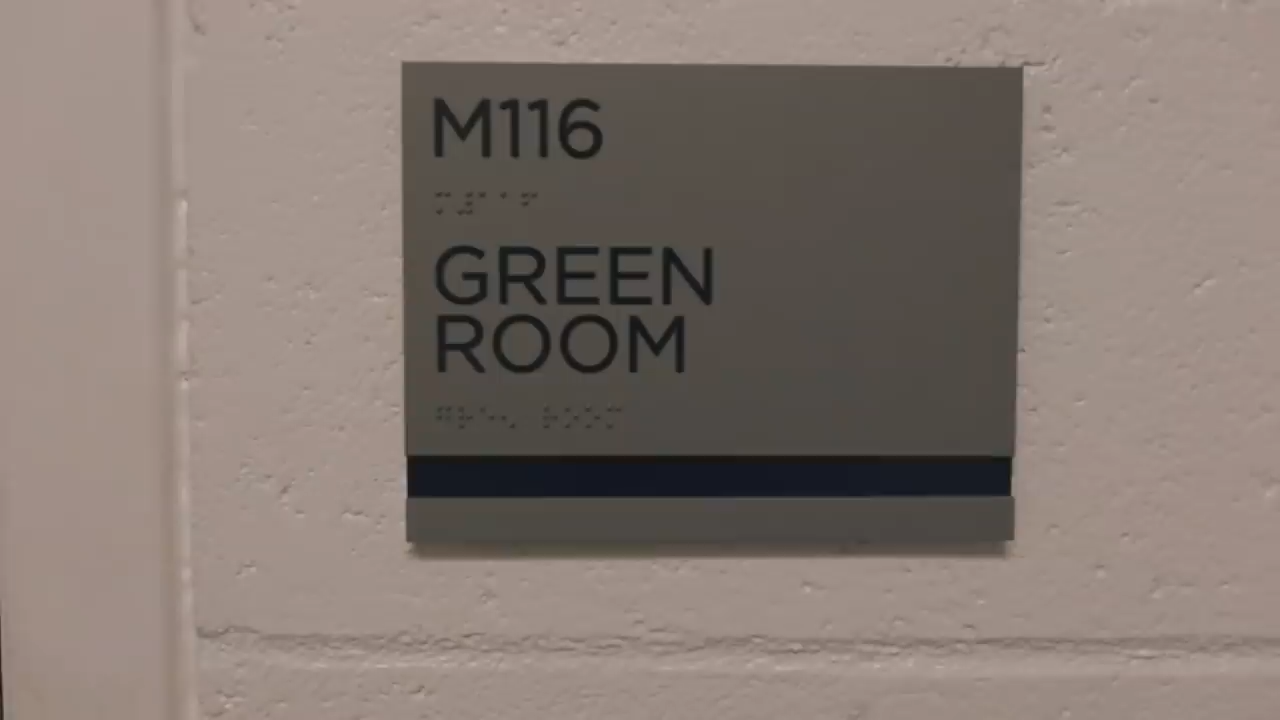 M116
⠍⠼⠁⠁⠋
GREEN
ROOM
⠛⠗⠑⠢ ⠗⠕⠕⠍